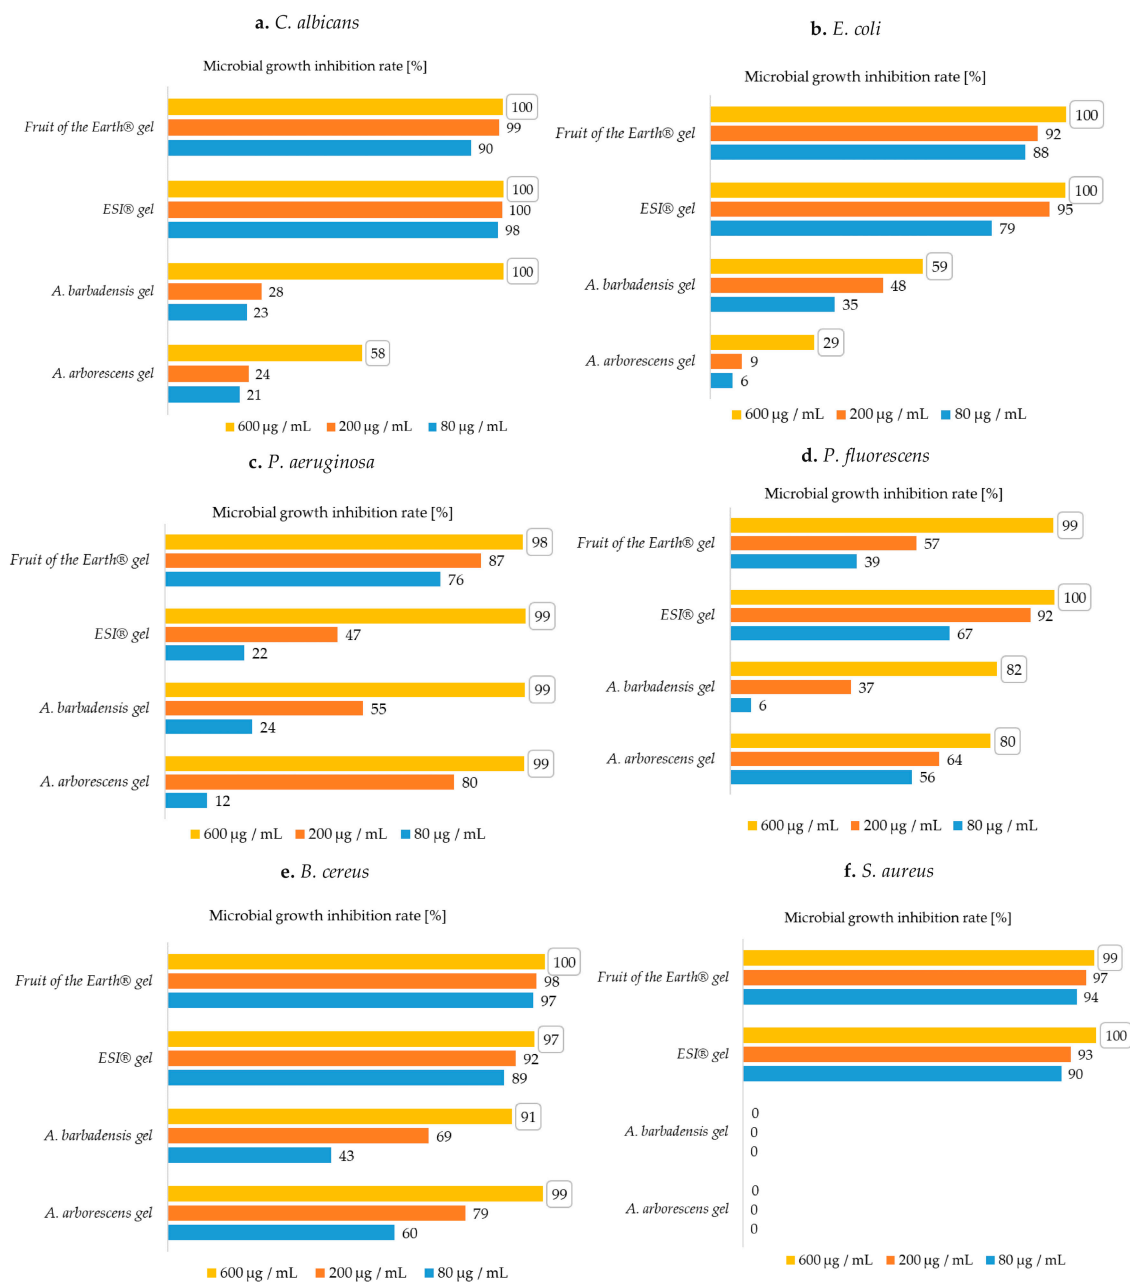 a. C. albicans
Microbial growth inhibition rate [%]
Fruit of the Earth® gel
100
99
90
ESI® gel
100
100
98
A. barbadensis gel
100
28
23
A. arborescens gel
58
24
21
600 µg / mL 200 µg / mL 80 µg / mL
b. E. coli
Microbial growth inhibition rate [%]
Fruit of the Earth® gel
100
92
88
ESI® gel
100
95
79
A. barbadensis gel
59
48
35
A. arborescens gel
29
9
6
600 µg / mL 200 µg / mL 80 µg / mL
c. P. aeruginosa
Microbial growth inhibition rate [%]
Fruit of the Earth® gel
98
87
76
ESI® gel
99
47
22
A. barbadensis gel
99
55
24
A. arborescens gel
99
80
12
600 µg / mL 200 µg / mL 80 µg / mL
d. P. fluorescens
Microbial growth inhibition rate [%]
Fruit of the Earth® gel
99
57
39
ESI® gel
100
92
67
A. barbadensis gel
82
37
6
A. arborescens gel
80
64
56
600 µg / mL 200 µg / mL 80 µg / mL
e. B. cereus
Microbial growth inhibition rate [%]
Fruit of the Earth® gel
100
98
97
ESI® gel
97
92
89
A. barbadensis gel
91
69
43
A. arborescens gel
99
79
60
600 µg / mL 200 µg / mL 80 µg / mL
f. S. aureus
Microbial growth inhibition rate [%]
Fruit of the Earth® gel
99
97
94
ESI® gel
100
93
90
A. barbadensis gel
0
0
0
A. arborescens gel
0
0
0
600 µg / mL 200 µg / mL 80 µg / mL